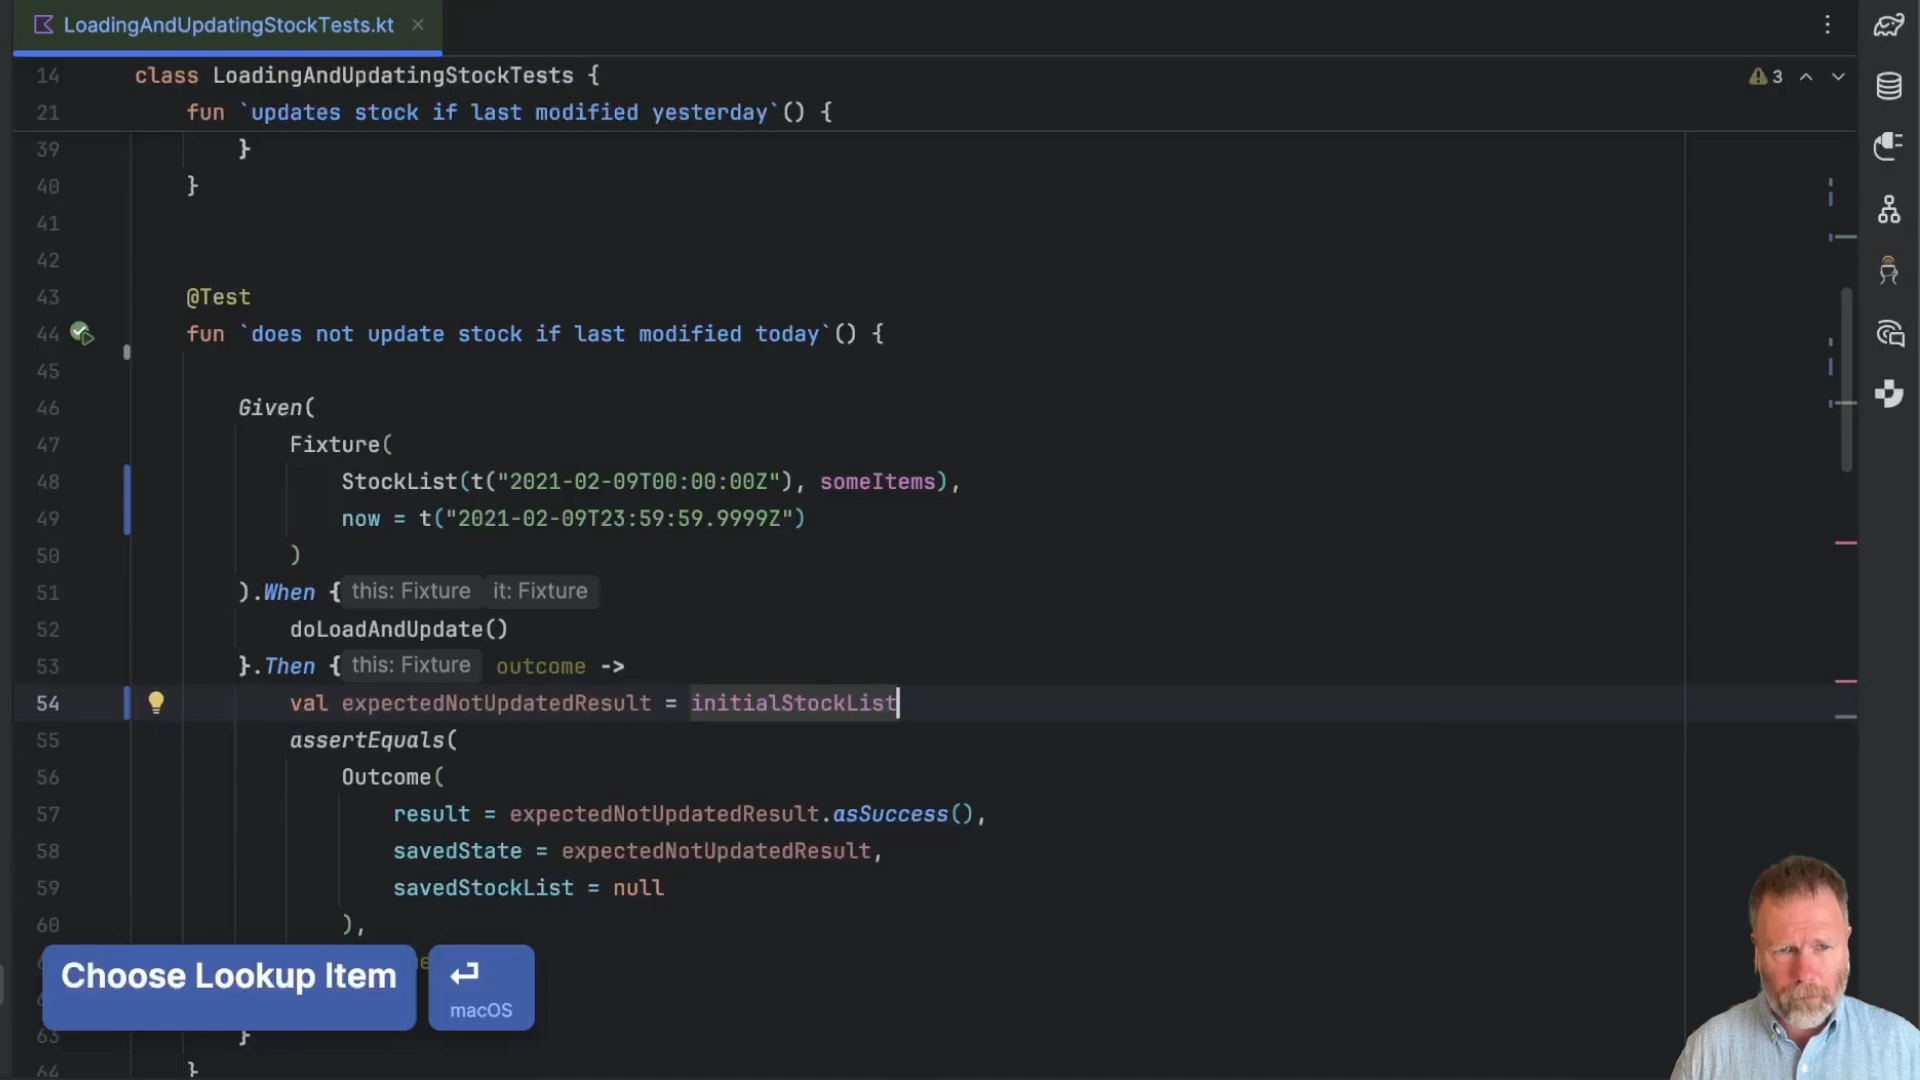 LoadingAndUpdatingStockTests.kt
14 class LoadingAndUpdatingStockTests {
3
21 fun `updates stock if last modified yesterday`() {
39 }
40 }
41
42
43 @Test
44 fun `does not update stock if last modified today`() {
45
46 Given(
47 Fixture(
48 StockList(t("2021-02-09T00:00:00Z"), someItems),
49 now = t("2021-02-09T23:59:59.9999Z")
50 )
51 ).When { this: Fixture it: Fixture
52 doLoadAndUpdate()
53 }.Then { this: Fixture outcome ->
54 val expectedNotUpdatedResult = initialStockList
55 assertEquals(
56 Outcome(
57 result = expectedNotUpdatedResult.asSuccess(),
58 savedState = expectedNotUpdatedResult,
59 savedStockList = null
60 ),
Choose Lookup Item
macOS
63 }
64 }